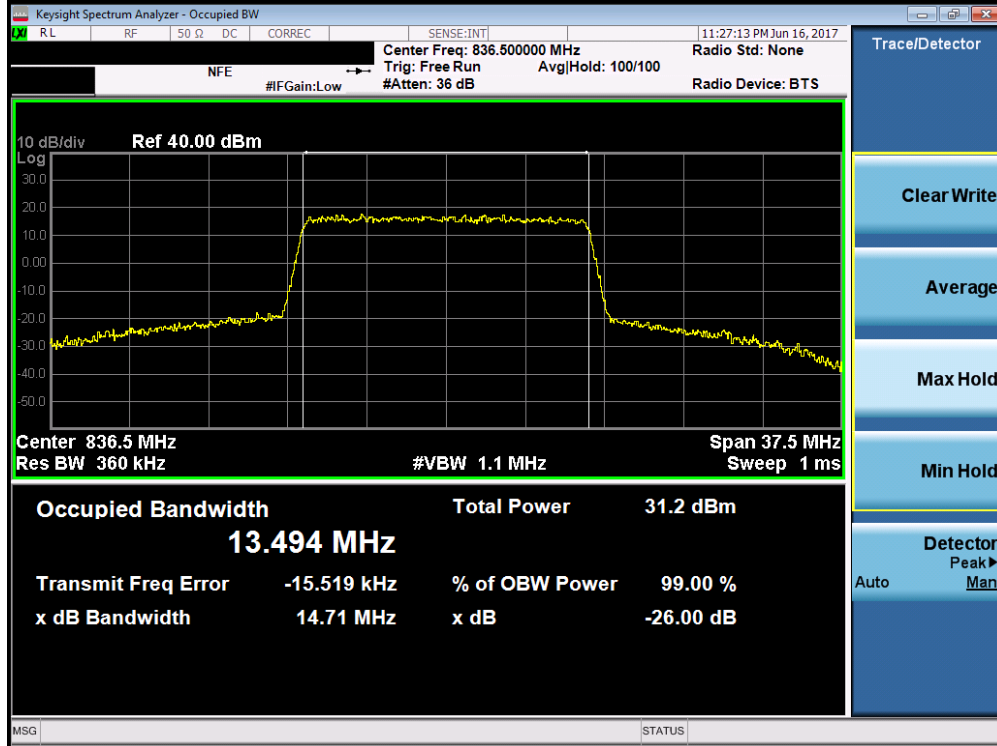 Keysight Spectrum Analyzer - Occupied BW
LXI RL RF 50 Ω DC CORREC SENSE:INT 11:27:13 PM Jun 16, 2017
Center Freq: 836.500000 MHz Radio Std: None
NFE Trig: Free Run Avg|Hold: 100/100
#IFGain:Low #Atten: 36 dB Radio Device: BTS
10 dB/div Ref 40.00 dBm
Log
30.0
20.0
10.0
0.00
-10.0
-20.0
-30.0
-40.0
-50.0
Center 836.5 MHz Span 37.5 MHz
Res BW 360 kHz #VBW 1.1 MHz Sweep 1 ms
Occupied Bandwidth Total Power 31.2 dBm
13.494 MHz
Transmit Freq Error -15.519 kHz % of OBW Power 99.00 %
x dB Bandwidth 14.71 MHz x dB -26.00 dB
MSG STATUS
Trace/Detector
Clear Write
Average
Max Hold
Min Hold
Detector
Peak▶
Auto Man